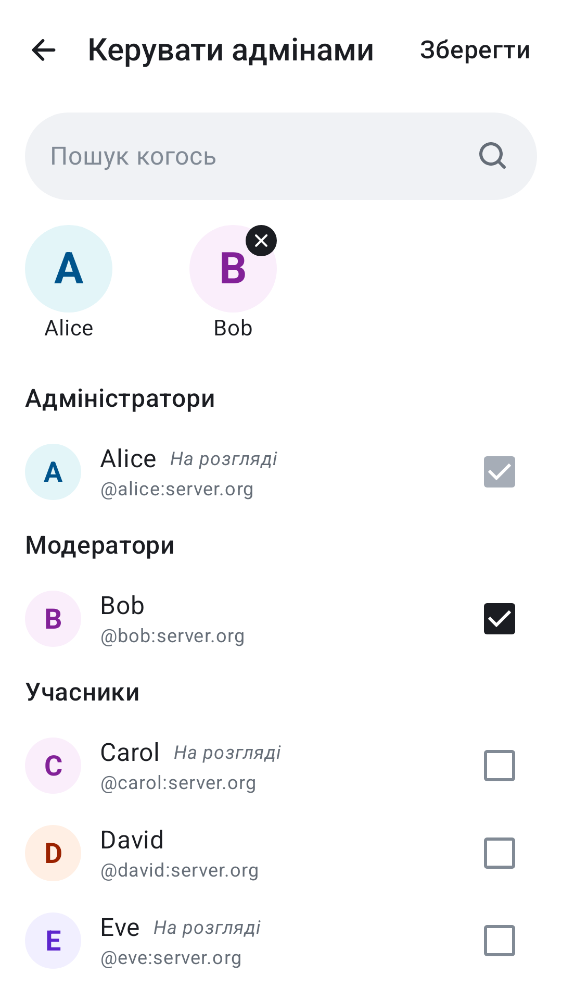 Керувати адмінами
Зберегти
Пошук когось
A
B
Alice
Bob
Адміністратори
A
Alice На розгляді
@alice:server.org
Модератори
B
Bob
@bob:server.org
Учасники
C
Carol На розгляді
@carol:server.org
D
David
@david:server.org
E
Eve На розгляді
@eve:server.org